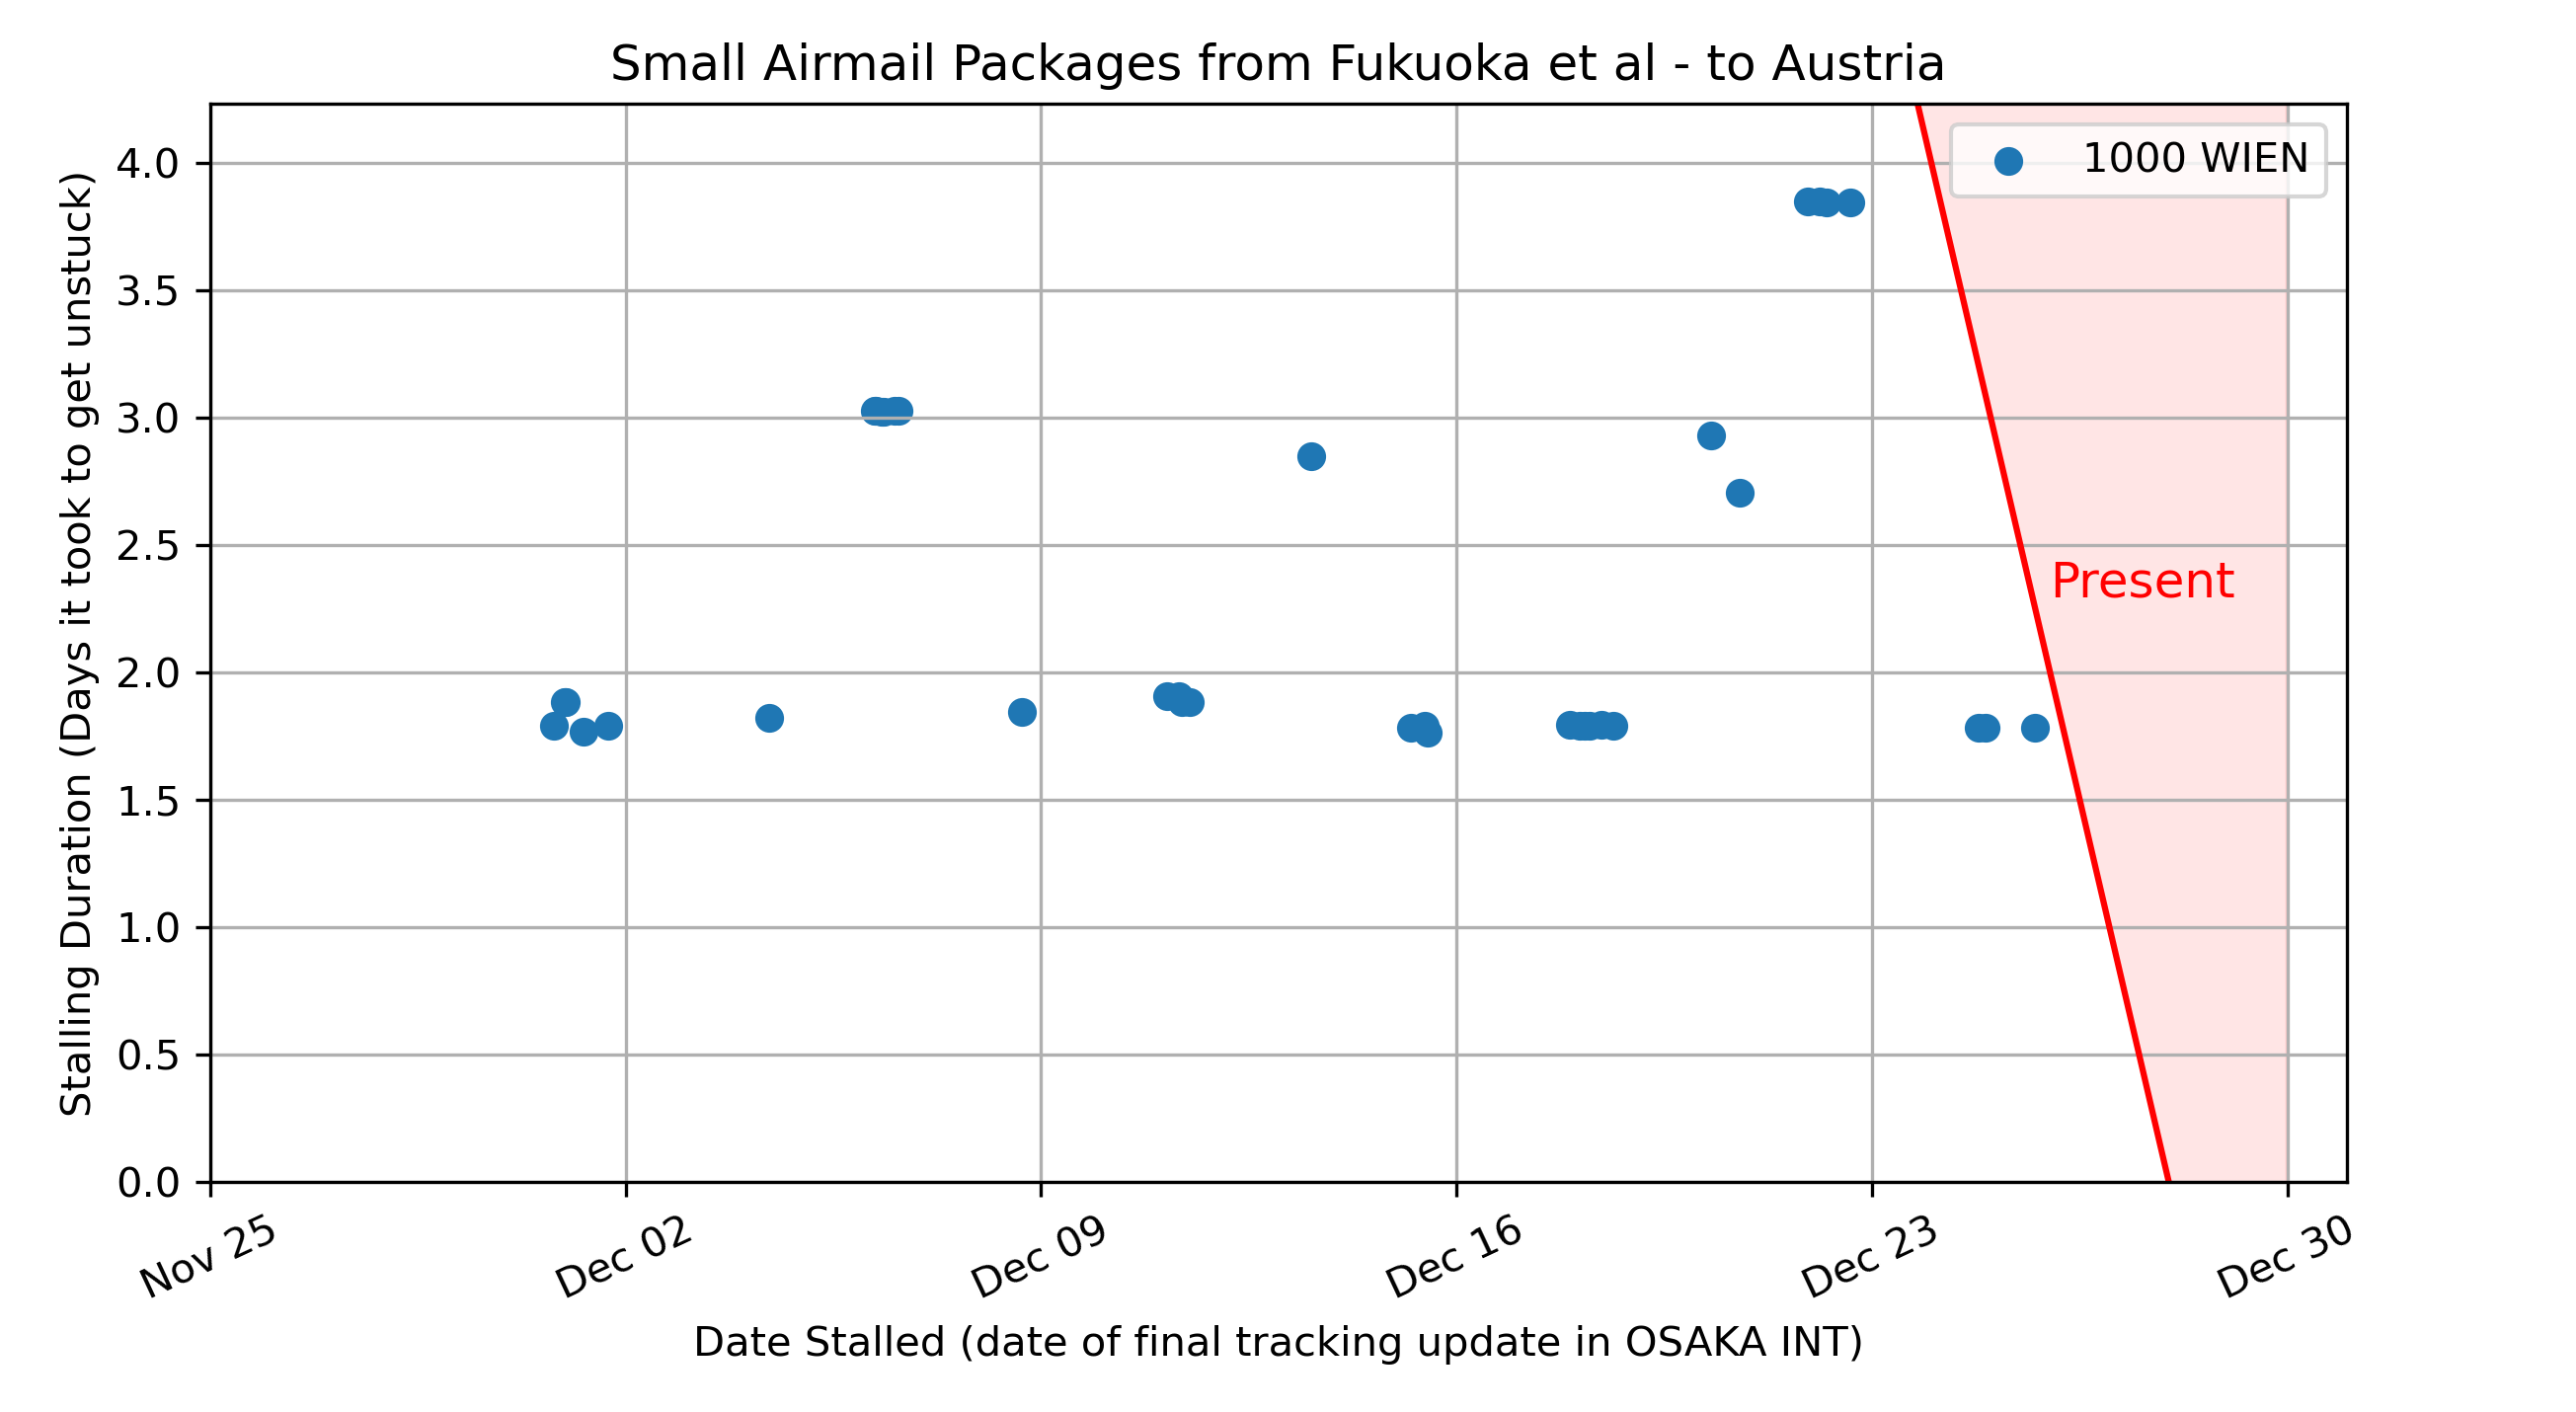 Small Airmail Packages from Fukuoka et al - to Austria
1000 WIEN
Present
Stalling Duration (Days it took to get unstuck)
4.0
3.5
3.0
2.5
2.0
1.5
1.0
0.5
0.0
Nov 25
Dec 02
Dec 09
Dec 16
Dec 23
Dec 30
Date Stalled (date of final tracking update in OSAKA INT)